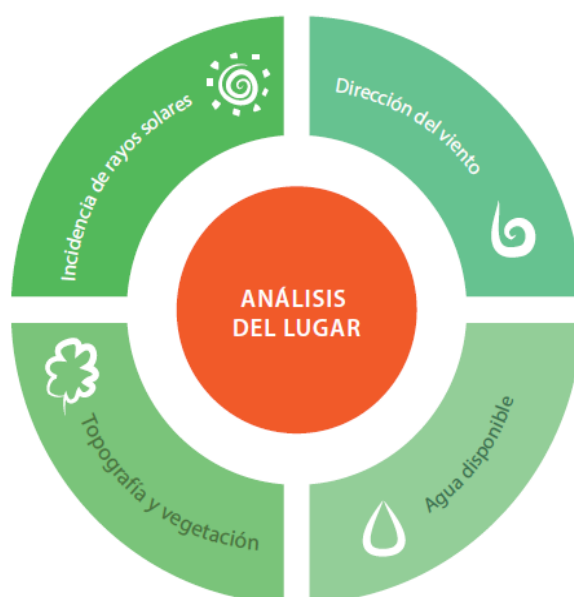 Incidencia de rayos solares
Dirección del viento
ANÁLISIS
DEL LUGAR
Topografía y vegetación
Agua disponible